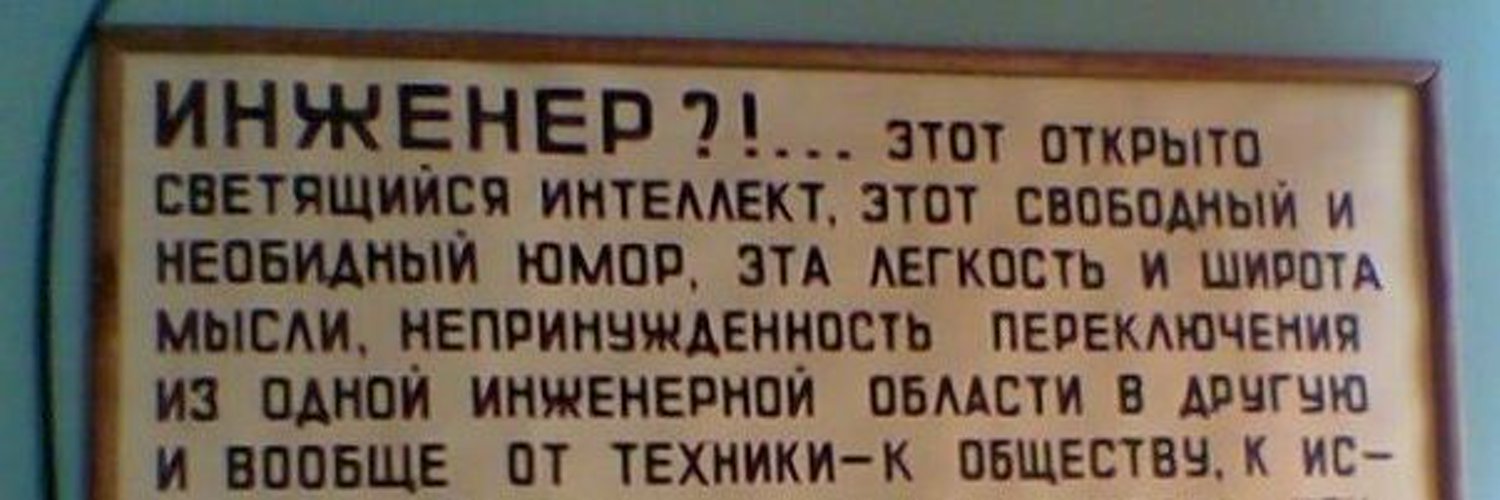 ИНЖЕНЕР?!... ЭТОТ ОТКРЫТО
СВЕТЯЩИЙСЯ ИНТЕЛЛЕКТ, ЭТОТ СВОБОДНЫЙ И
НЕОБИДНЫЙ ЮМОР, ЭТА ЛЕГКОСТЬ И ШИРОТА
МЫСЛИ, НЕПРИНУЖДЕННОСТЬ ПЕРЕКЛЮЧЕНИЯ
ИЗ ОДНОЙ ИНЖЕНЕРНОЙ ОБЛАСТИ В ДРУГУЮ
И ВООБЩЕ ОТ ТЕХНИКИ-К ОБЩЕСТВУ, К ИС-